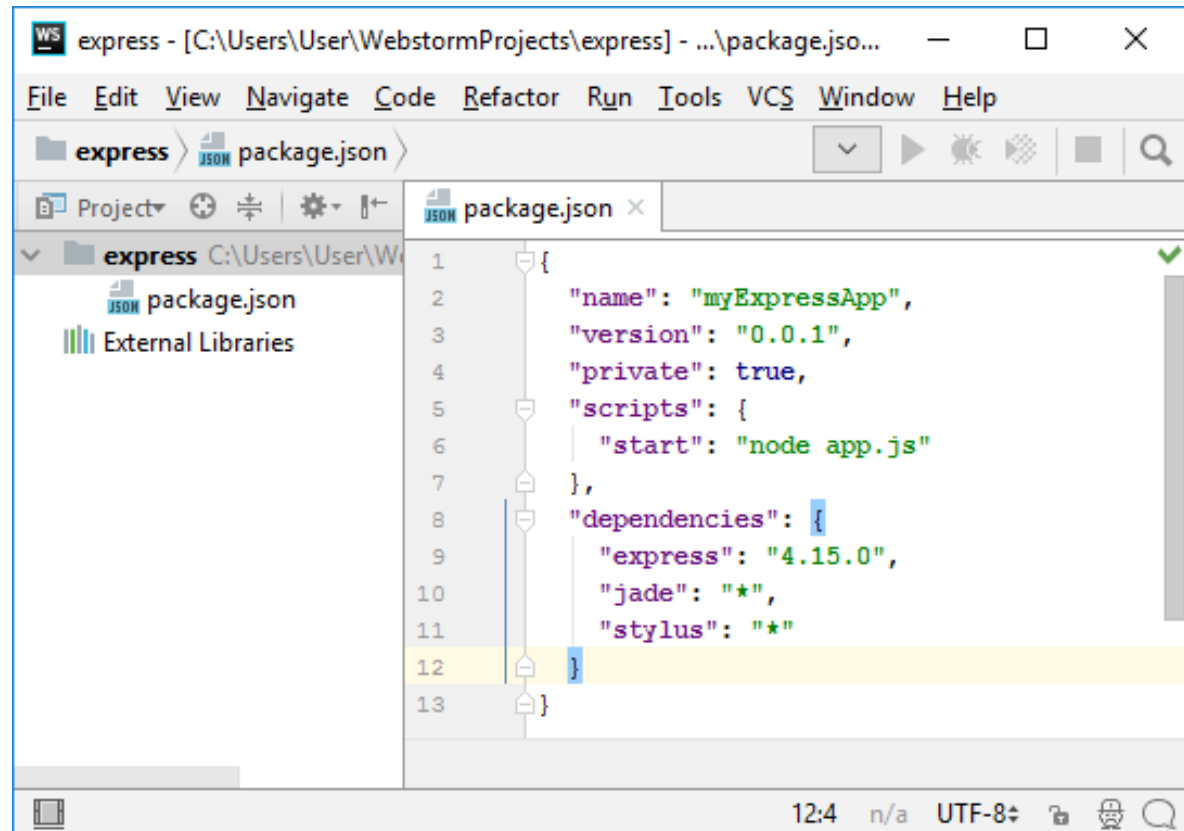 WS express - [C:\Users\User\WebstormProjects\express] - ...\package.jso...
File Edit View Navigate Code Refactor Run Tools VCS Window Help
express package.json
Project
package.json
express C:\Users\User\We
package.json
External Libraries
1 {
2 "name": "myExpressApp",
3 "version": "0.0.1",
4 "private": true,
5 "scripts": {
6 "start": "node app.js"
7 },
8 "dependencies": {
9 "express": "4.15.0",
10 "jade": "*",
11 "stylus": "*"
12 }
13 }
12:4 n/a UTF-8